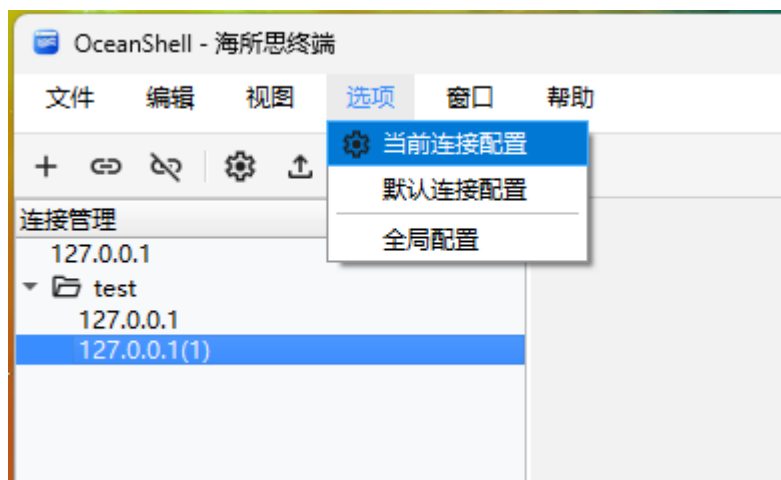 OceanShell - 海所思终端
文件 编辑 视图 选项 窗口 帮助
当前连接配置
默认连接配置
全局配置
连接管理
127.0.0.1
test
127.0.0.1
127.0.0.1(1)